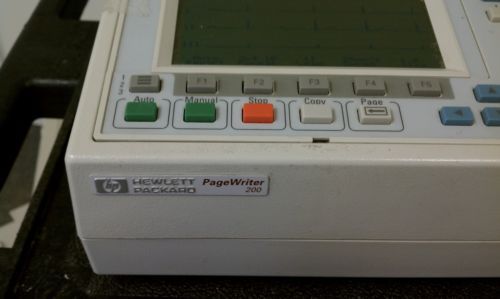 F1 F2 F3 F4 F5
Auto Manual Stop Copy Page
hp HEWLETT PACKARD PageWriter 200